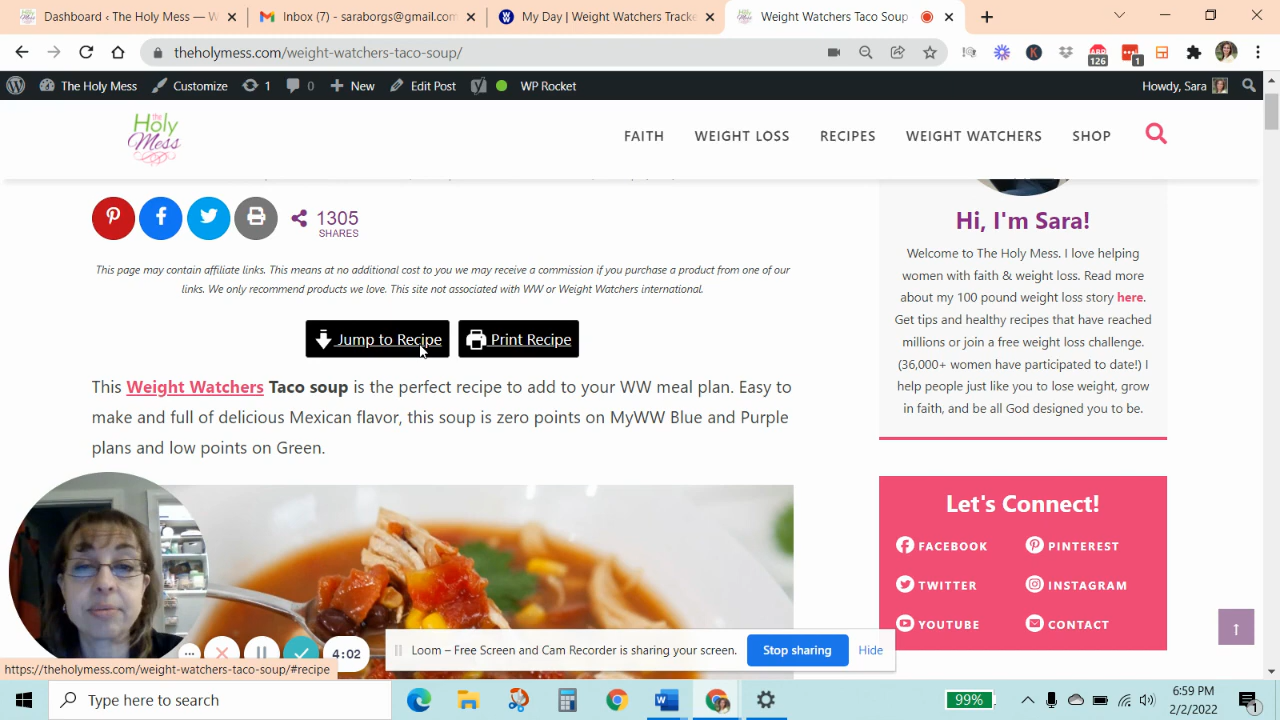 Dashboard ‹ The Holy Mess — W
Inbox (7) - saraborgs@gmail.com
My Day | Weight Watchers Tracke
Weight Watchers Taco Soup
theholymess.com/weight-watchers-taco-soup/
126
1
The Holy Mess
Customize
1
0
New
Edit Post
WP Rocket
Howdy, Sara
the Holy Mess
FAITH
WEIGHT LOSS
RECIPES
WEIGHT WATCHERS
SHOP
1305
SHARES
This page may contain affiliate links. This means at no additional cost to you we may receive a commission if you purchase a product from one of our
links. We only recommend products we love. This site not associated with WW or Weight Watchers international.
Jump to Recipe
Print Recipe
This Weight Watchers Taco soup is the perfect recipe to add to your WW meal plan. Easy to
make and full of delicious Mexican flavor, this soup is zero points on MyWW Blue and Purple
plans and low points on Green.
Hi, I'm Sara!
Welcome to The Holy Mess. I love helping
women with faith & weight loss. Read more
about my 100 pound weight loss story here.
Get tips and healthy recipes that have reached
millions or join a free weight loss challenge.
(36,000+ women have participated to date!) I
help people just like you to lose weight, grow
in faith, and be all God designed you to be.
Let's Connect!
FACEBOOK
PINTEREST
TWITTER
INSTAGRAM
YOUTUBE
CONTACT
4:02
Loom – Free Screen and Cam Recorder is sharing your screen.
Stop sharing
Hide
https://theholymess.com/weight-watchers-taco-soup/#recipe
Type here to search
99%
6:59 PM
2/2/2022
1